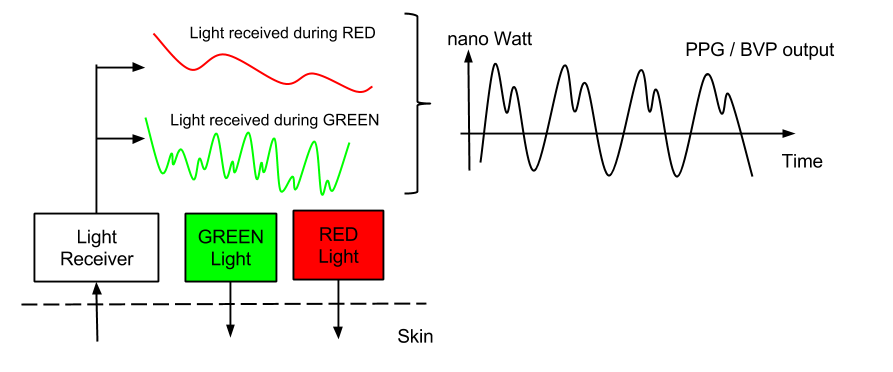 Light received during RED
nano Watt
PPG / BVP output
Light received during GREEN
Time
Light
Receiver
GREEN
Light
RED
Light
Skin